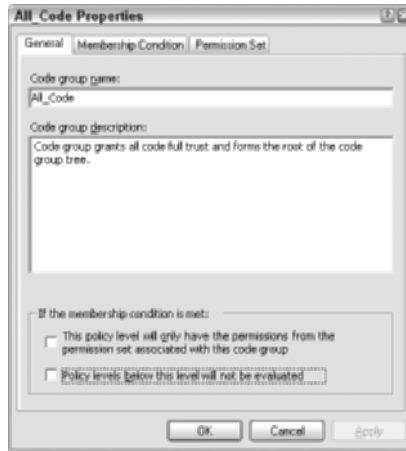 All_Code Properties
General Membership Condition Permission Set
Code group name:
All_Code
Code group description:
Code group grants all code full trust and forms the root of the code
group tree.
If the membership condition is met:
This policy level will only have the permissions from the
permission set associated with this code group
Policy levels below this level will not be evaluated
OK Cancel Apply